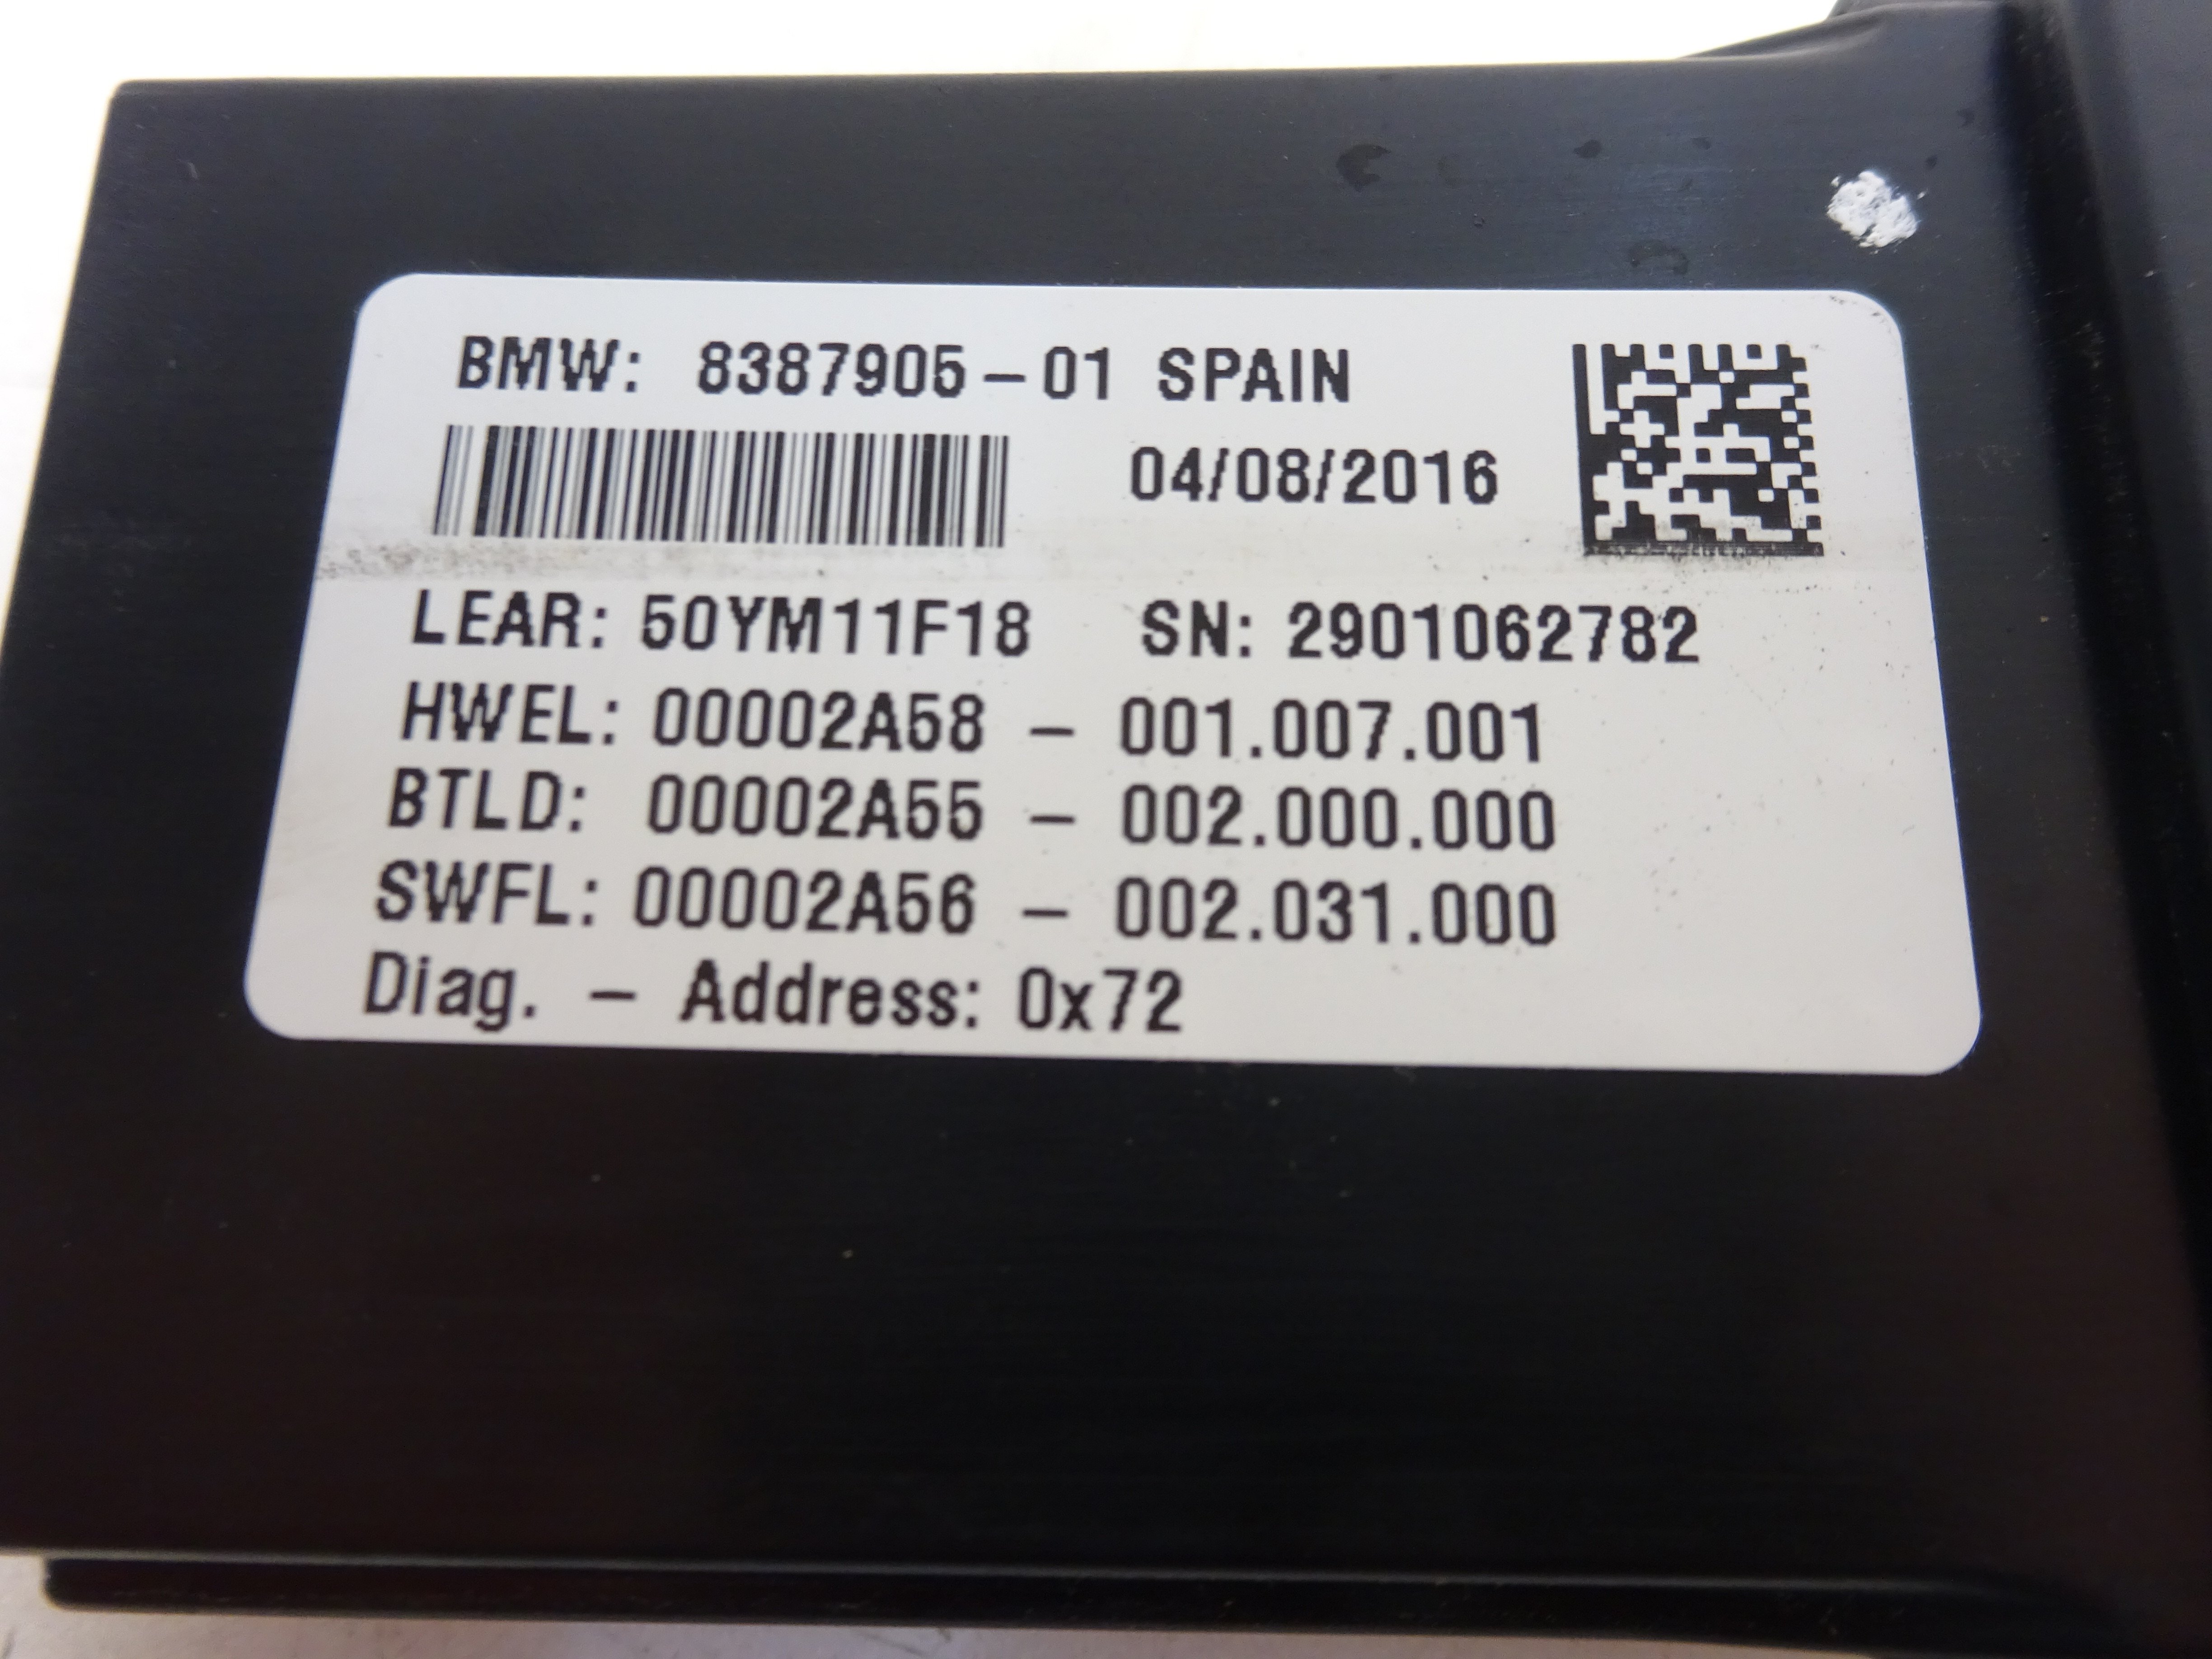 BMW: 8387905-01 SPAIN
04/08/2016
LEAR: 50YM11F18 SN: 2901062782
HWEL: 00002A58 - 001.007.001
BTLD: 00002A55 - 002.000.000
SWFL: 00002A56 - 002.031.000
Diag. - Address: 0x72